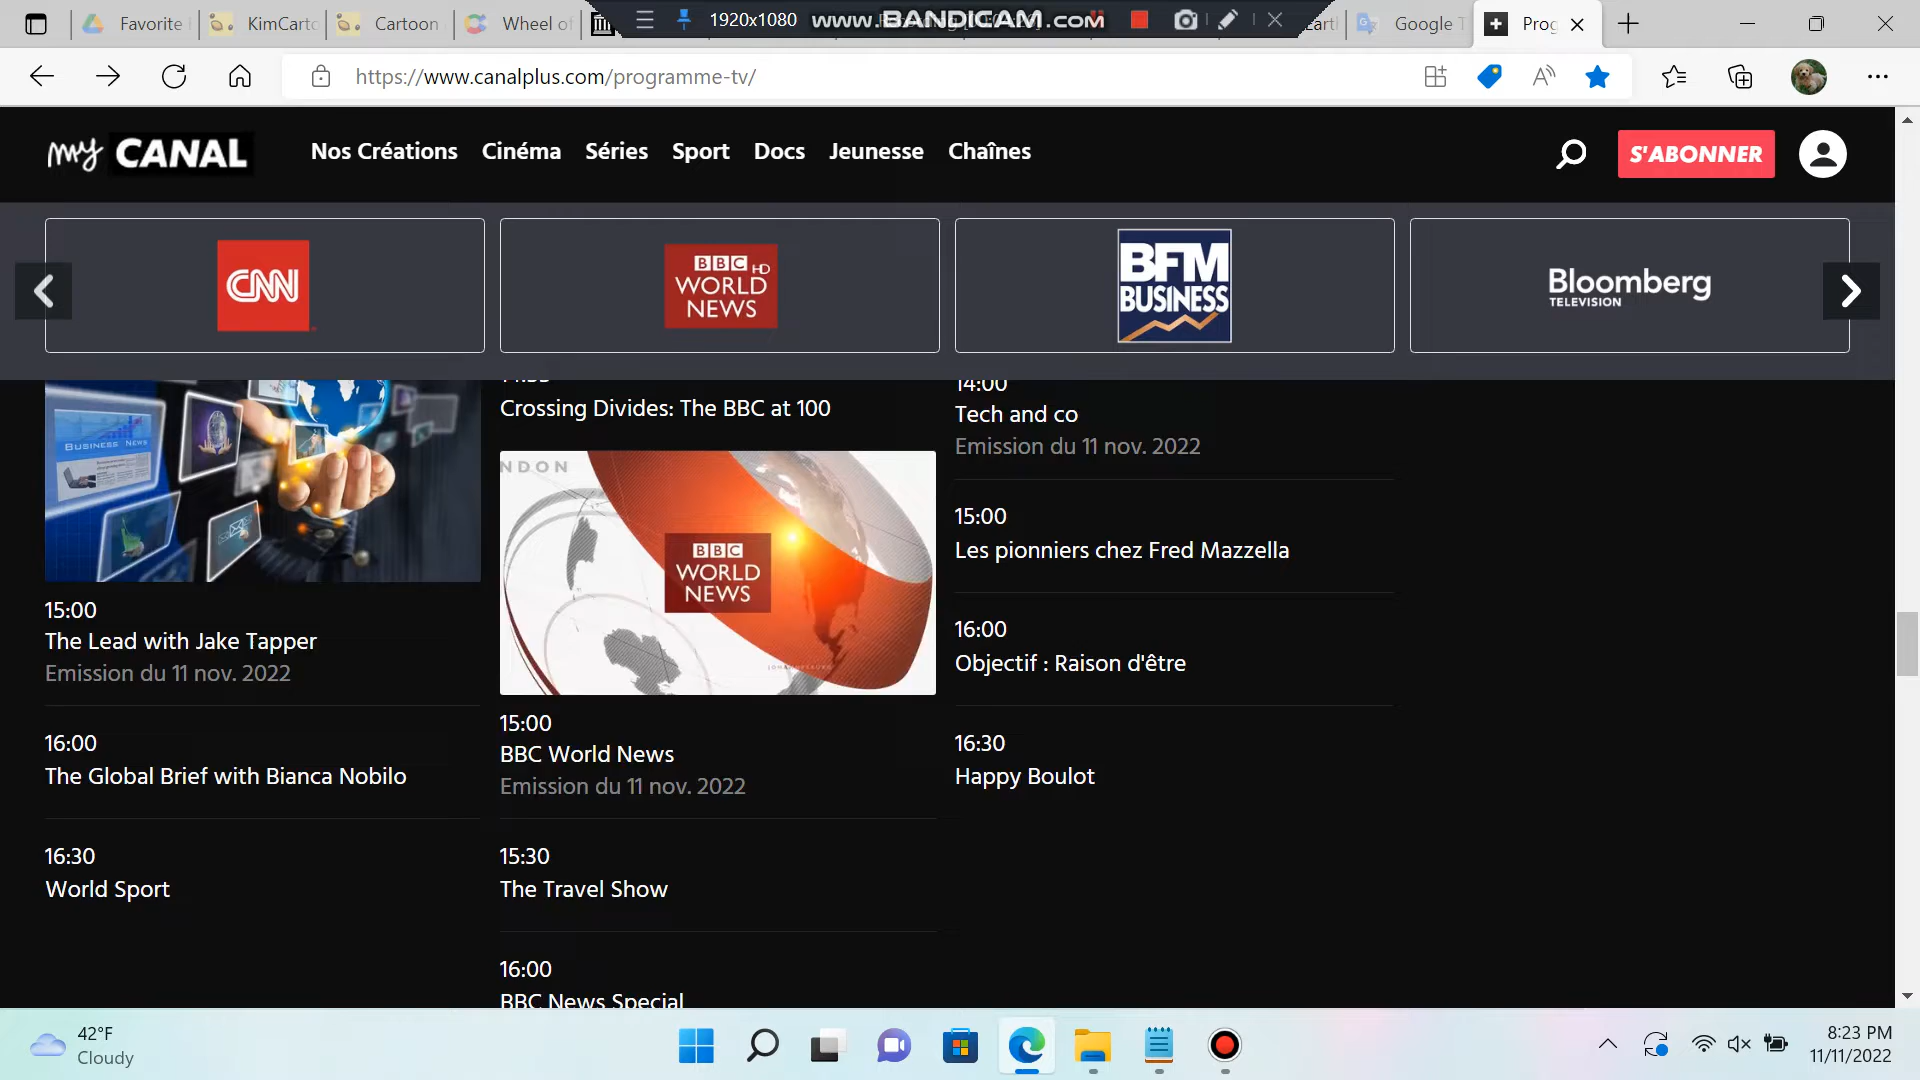 Favorite
KimCarto
Cartoon
Wheel of
1920x1080
www.BANDICAM.com
Earth
Google T
Prog
https://www.canalplus.com/programme-tv/
my CANAL
Nos Créations
Cinéma
Séries
Sport
Docs
Jeunesse
Chaînes
S'ABONNER
CNN
BBC HD
WORLD
NEWS
BFM
BUSINESS
Bloomberg
TELEVISION
BUSINESS NEWS
15:00
The Lead with Jake Tapper
Emission du 11 nov. 2022
16:00
The Global Brief with Bianca Nobilo
16:30
World Sport
Crossing Divides: The BBC at 100
NDON
BBC
WORLD
NEWS
15:00
BBC World News
Emission du 11 nov. 2022
15:30
The Travel Show
16:00
BBC News Special
14:00
Tech and co
Emission du 11 nov. 2022
15:00
Les pionniers chez Fred Mazzella
16:00
Objectif : Raison d'être
16:30
Happy Boulot
42°F
Cloudy
8:23 PM
11/11/2022